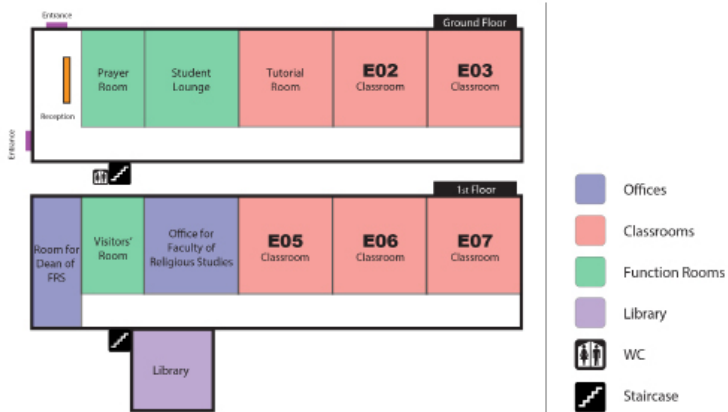 Entrance
Ground Floor
Prayer
Room
Student
Lounge
Tutorial
Room
E02
Classroom
E03
Classroom
Reception
Entrance
1st Floor
Room for
Dean of
FRS
Visitors'
Room
Office for
Faculty of
Religious Studies
E05
Classroom
E06
Classroom
E07
Classroom
Library
Offices
Classrooms
Function Rooms
Library
WC
Staircase